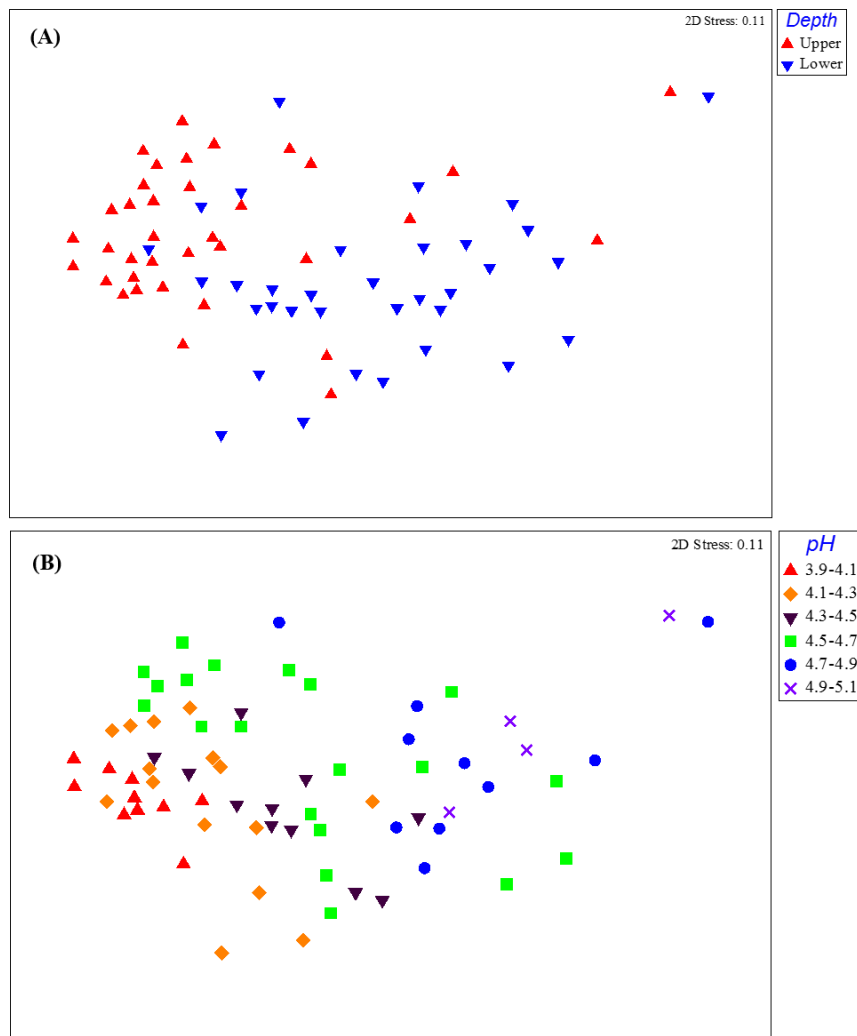 (A)
2D Stress: 0.11
Depth
Upper
Lower
(B)
2D Stress: 0.11
pH
3.9-4.1
4.1-4.3
4.3-4.5
4.5-4.7
4.7-4.9
4.9-5.1